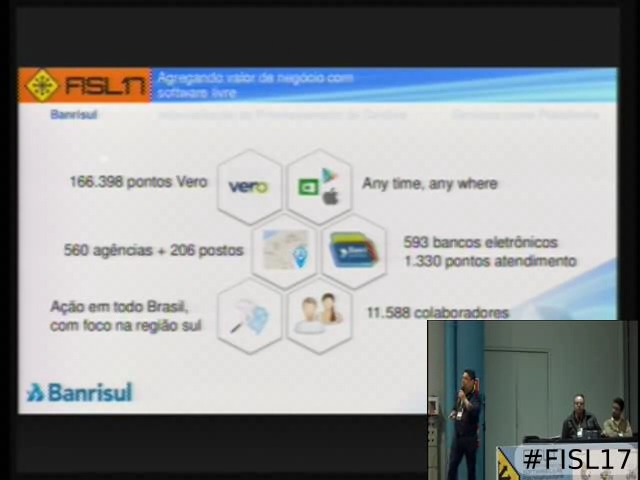 FISL17
Agregando valor de negócio com
software livre
Banrisul
166.398 pontos Vero
vero
Any time, any where
560 agências + 206 postos
593 bancos eletrônicos
1.330 pontos atendimento
Ação em todo Brasil,
com foco na região sul
11.588 colaboradores
Banrisul
#FISL17